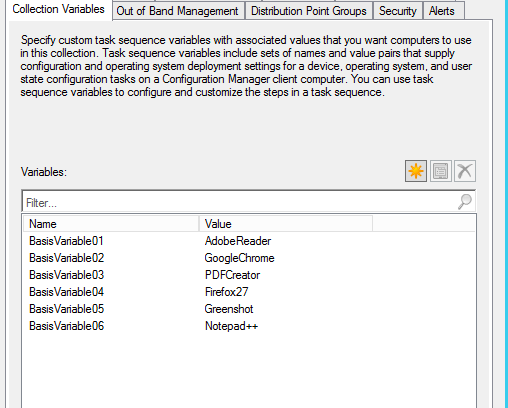 Collection Variables Out of Band Management Distribution Point Groups Security Alerts
Specify custom task sequence variables with associated values that you want computers to use
in this collection. Task sequence variables include sets of names and value pairs that supply
configuration and operating system deployment settings for a device, operating system, and user
state configuration tasks on a Configuration Manager client computer. You can use task
sequence variables to configure and customize the steps in a task sequence.
Variables:
Filter...
Name Value
BasisVariable01 AdobeReader
BasisVariable02 GoogleChrome
BasisVariable03 PDFCreator
BasisVariable04 Firefox27
BasisVariable05 Greenshot
BasisVariable06 Notepad++